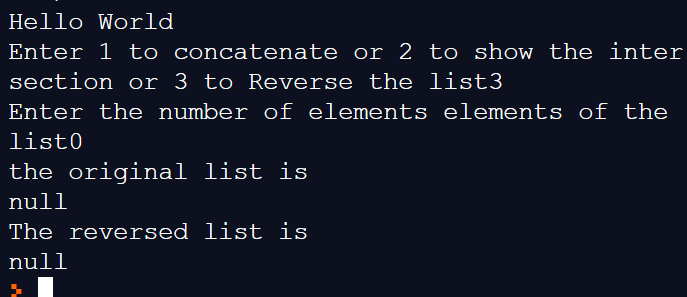 Hello World
Enter 1 to concatenate or 2 to show the inter
section or 3 to Reverse the list3
Enter the number of elements elements of the
list0
the original list is
null
The reversed list is
null
>